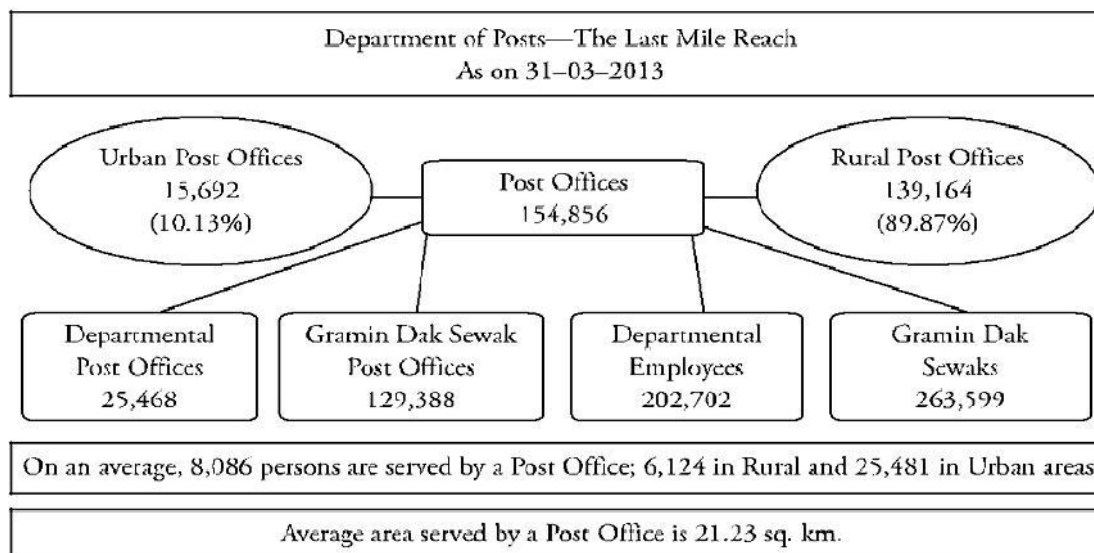 Department of Posts—The Last Mile Reach
As on 31–03–2013
Urban Post Offices
15,692
(10.13%)
Post Offices
154,856
Rural Post Offices
139,164
(89.87%)
Departmental
Post Offices
25,468
Gramin Dak Sewak
Post Offices
129,388
Departmental
Employees
202,702
Gramin Dak
Sewaks
263,599
On an average, 8,086 persons are served by a Post Office; 6,124 in Rural and 25,481 in Urban areas
Average area served by a Post Office is 21.23 sq. km.